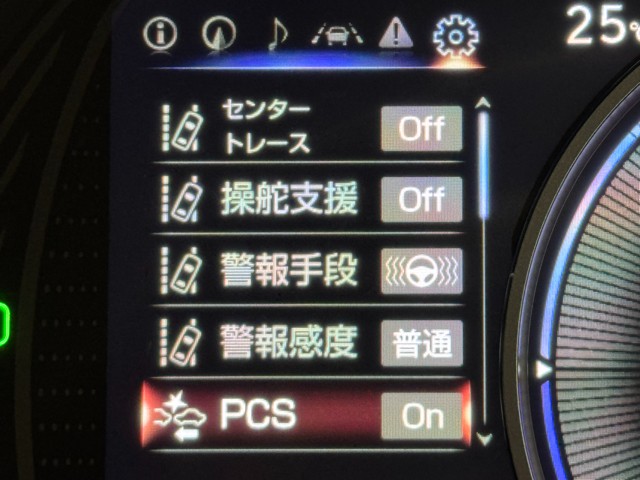 25℃
センター
トレース
Off
操舵支援 Off
警報手段
警報感度 普通
PCS On